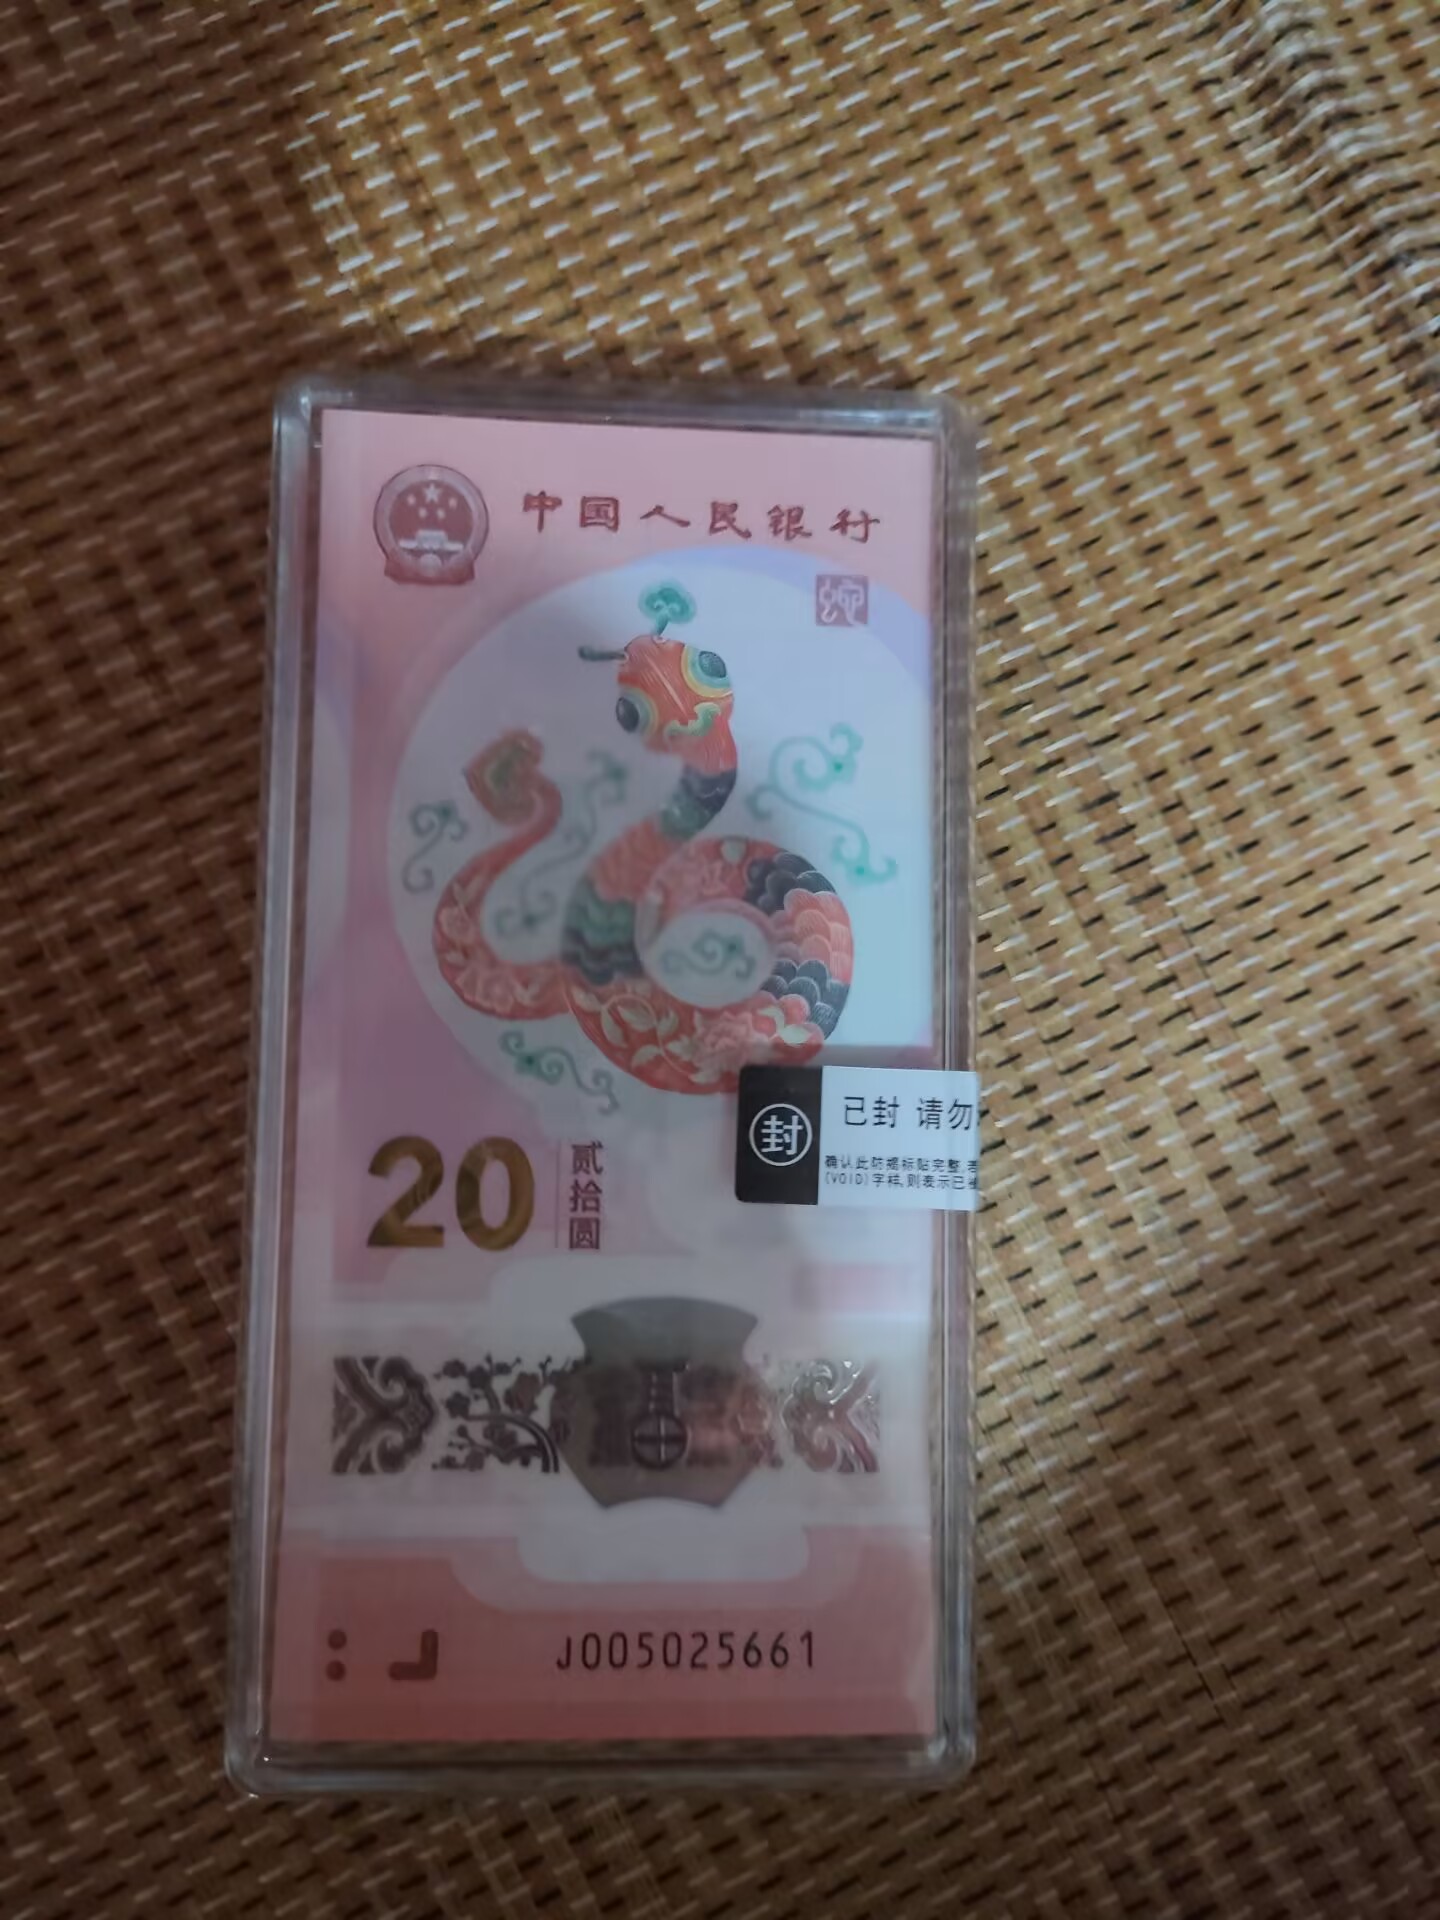 中国人民银行
蛇
20
贰拾圆
封
已封 请勿
确认此防揭标贴完整,若
(VOID)字样,则表示已被
J005025661